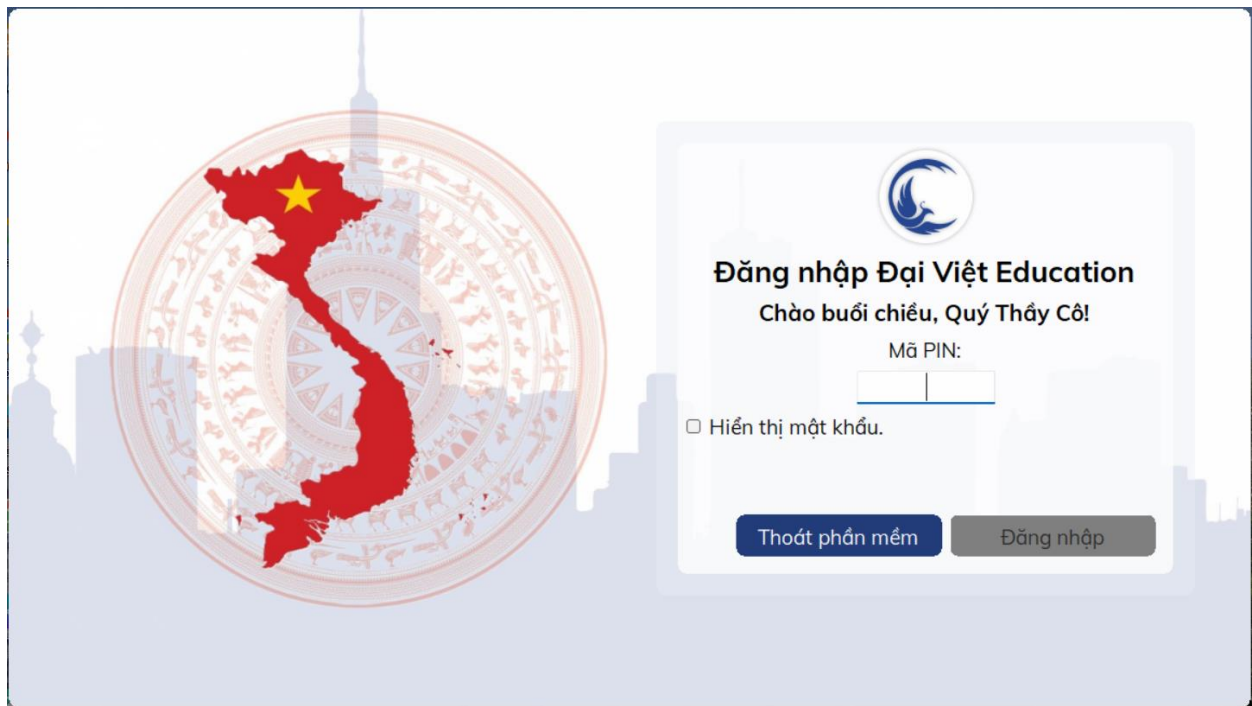 Đăng nhập Đại Việt Education
Chào buổi chiều, Quý Thầy Cô!
Mã PIN:
Hiển thị mật khẩu.
Thoát phần mềm
Đăng nhập